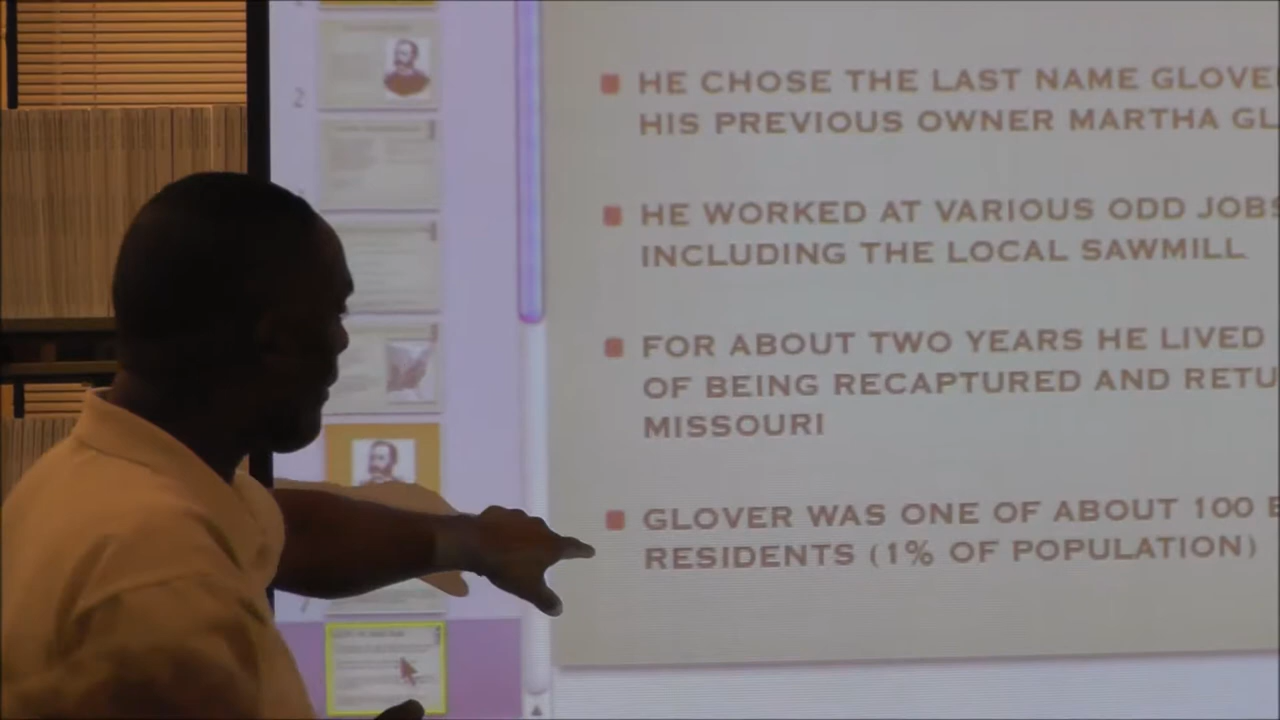 HE CHOSE THE LAST NAME GLOVE
HIS PREVIOUS OWNER MARTHA GL
HE WORKED AT VARIOUS ODD JOBS
INCLUDING THE LOCAL SAWMILL
FOR ABOUT TWO YEARS HE LIVED
OF BEING RECAPTURED AND RETU
MISSOURI
GLOVER WAS ONE OF ABOUT 100 B
RESIDENTS (1% OF POPULATION)
2